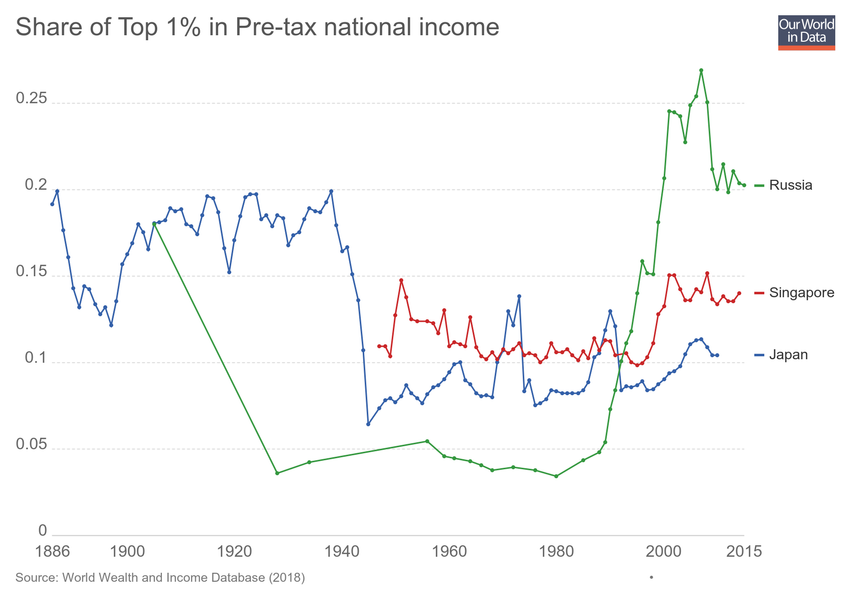 Share of Top 1% in Pre-tax national income
Our World
in Data
0.25
0.2
0.15
0.1
0.05
0
Russia
Singapore
Japan
1886 1900 1920 1940 1960 1980 2000 2015
Source: World Wealth and Income Database (2018)